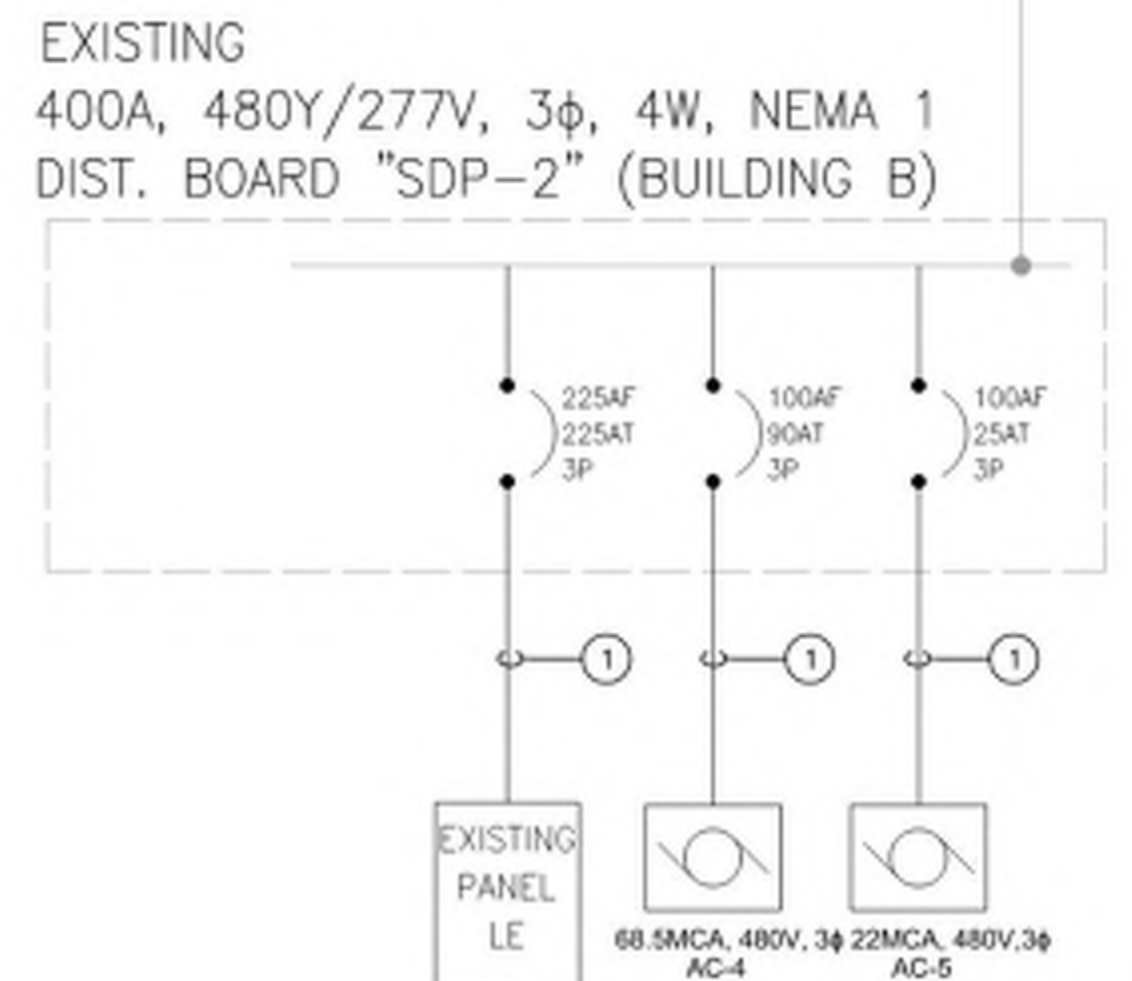 EXISTING
400A, 480Y/277V, 3ϕ, 4W, NEMA 1
DIST. BOARD "SDP-2" (BUILDING B)
225AF
225AT
3P
100AF
90AT
3P
100AF
25AT
3P
1
1
1
EXISTING
PANEL
LE
68.5MCA, 480V, 3ϕ
AC-4
22MCA, 480V,3ϕ
AC-5